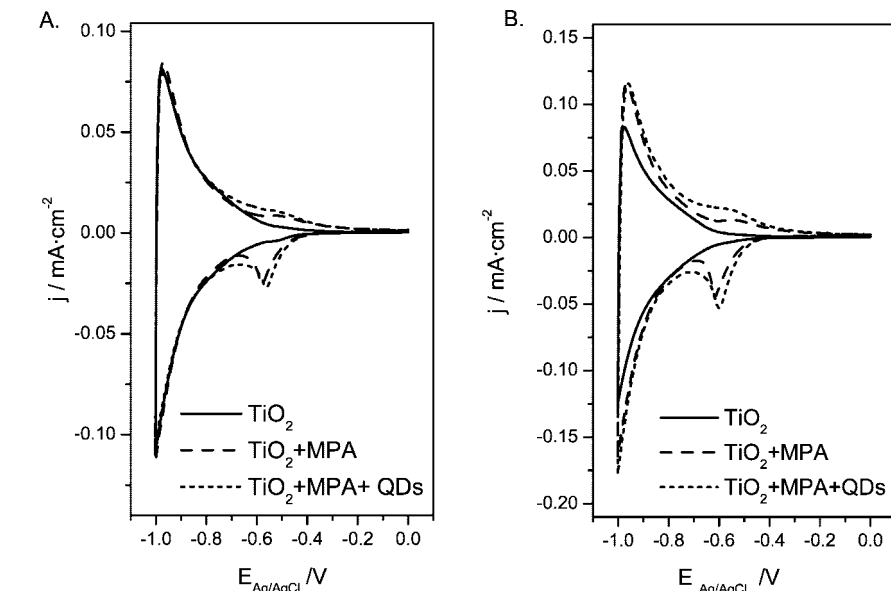 A.
0.10
0.05
0.00
-0.05
-0.10
j / mA·cm-2
TiO2
TiO2+MPA
TiO2+MPA+ QDs
-1.0 -0.8 -0.6 -0.4 -0.2 0.0
E Ag/AgCl /V
B.
0.15
0.10
0.05
0.00
-0.05
-0.10
-0.15
-0.20
j / mA·cm-2
TiO2
TiO2+MPA
TiO2+MPA+QDs
-1.0 -0.8 -0.6 -0.4 -0.2 0.0
E Ag/AgCl /V